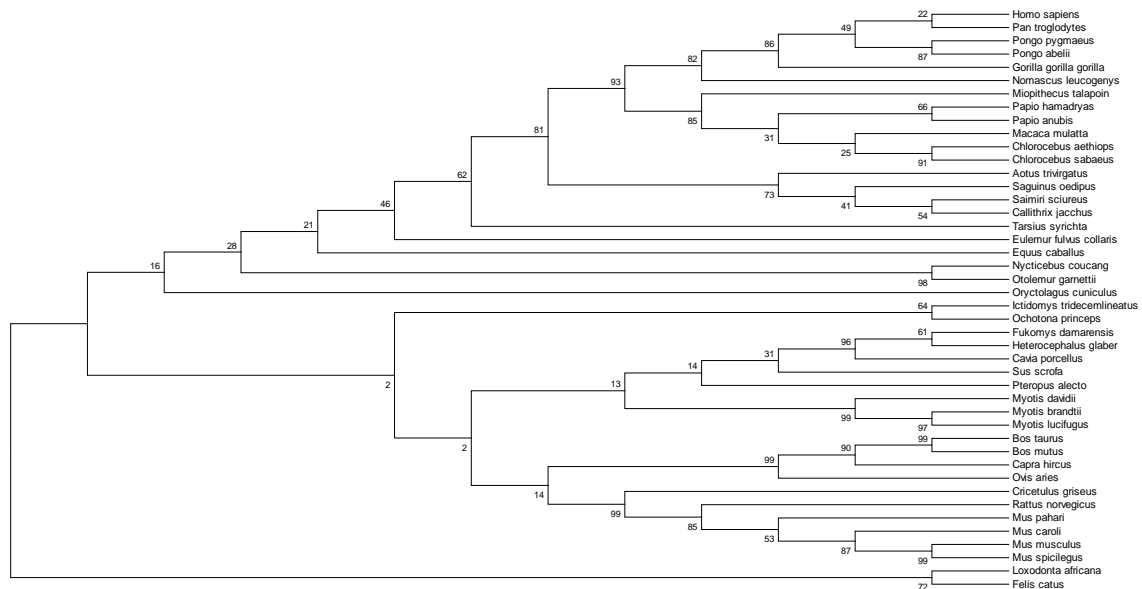 Homo sapiens
22
Pan troglodytes
49
Pongo pygmaeus
86
Pongo abelii
87
82
Gorilla gorilla gorilla
93
Nomascus leucogenys
Miopithecus talapoin
85
Papio hamadryas
66
Papio anubis
31
81
Macaca mulatta
25
Chlorocebus aethiops
91
Chlorocebus sabaeus
62
Aotus trivirgatus
73
Saguinus oedipus
41
Saimiri sciureus
54
Callithrix jacchus
46
Tarsius syrichta
21
Eulemur fulvus collaris
28
Equus caballus
16
Nycticebus coucang
98
Otolemur garnettii
Oryctolagus cuniculus
64
Ictidomys tridecemlineatus
Ochotona princeps
61
Fukomys damarensis
96
Heterocephalus glaber
31
Cavia porcellus
14
Sus scrofa
13
Pteropus alecto
2
Myotis davidii
99
Myotis brandtii
97
Myotis lucifugus
99
Bos taurus
90
Bos mutus
2
99
Capra hircus
Ovis aries
14
Cricetulus griseus
99
Rattus norvegicus
85
Mus pahari
53
Mus caroli
87
Mus musculus
99
Mus spicilegus
Loxodonta africana
72
Felis catus